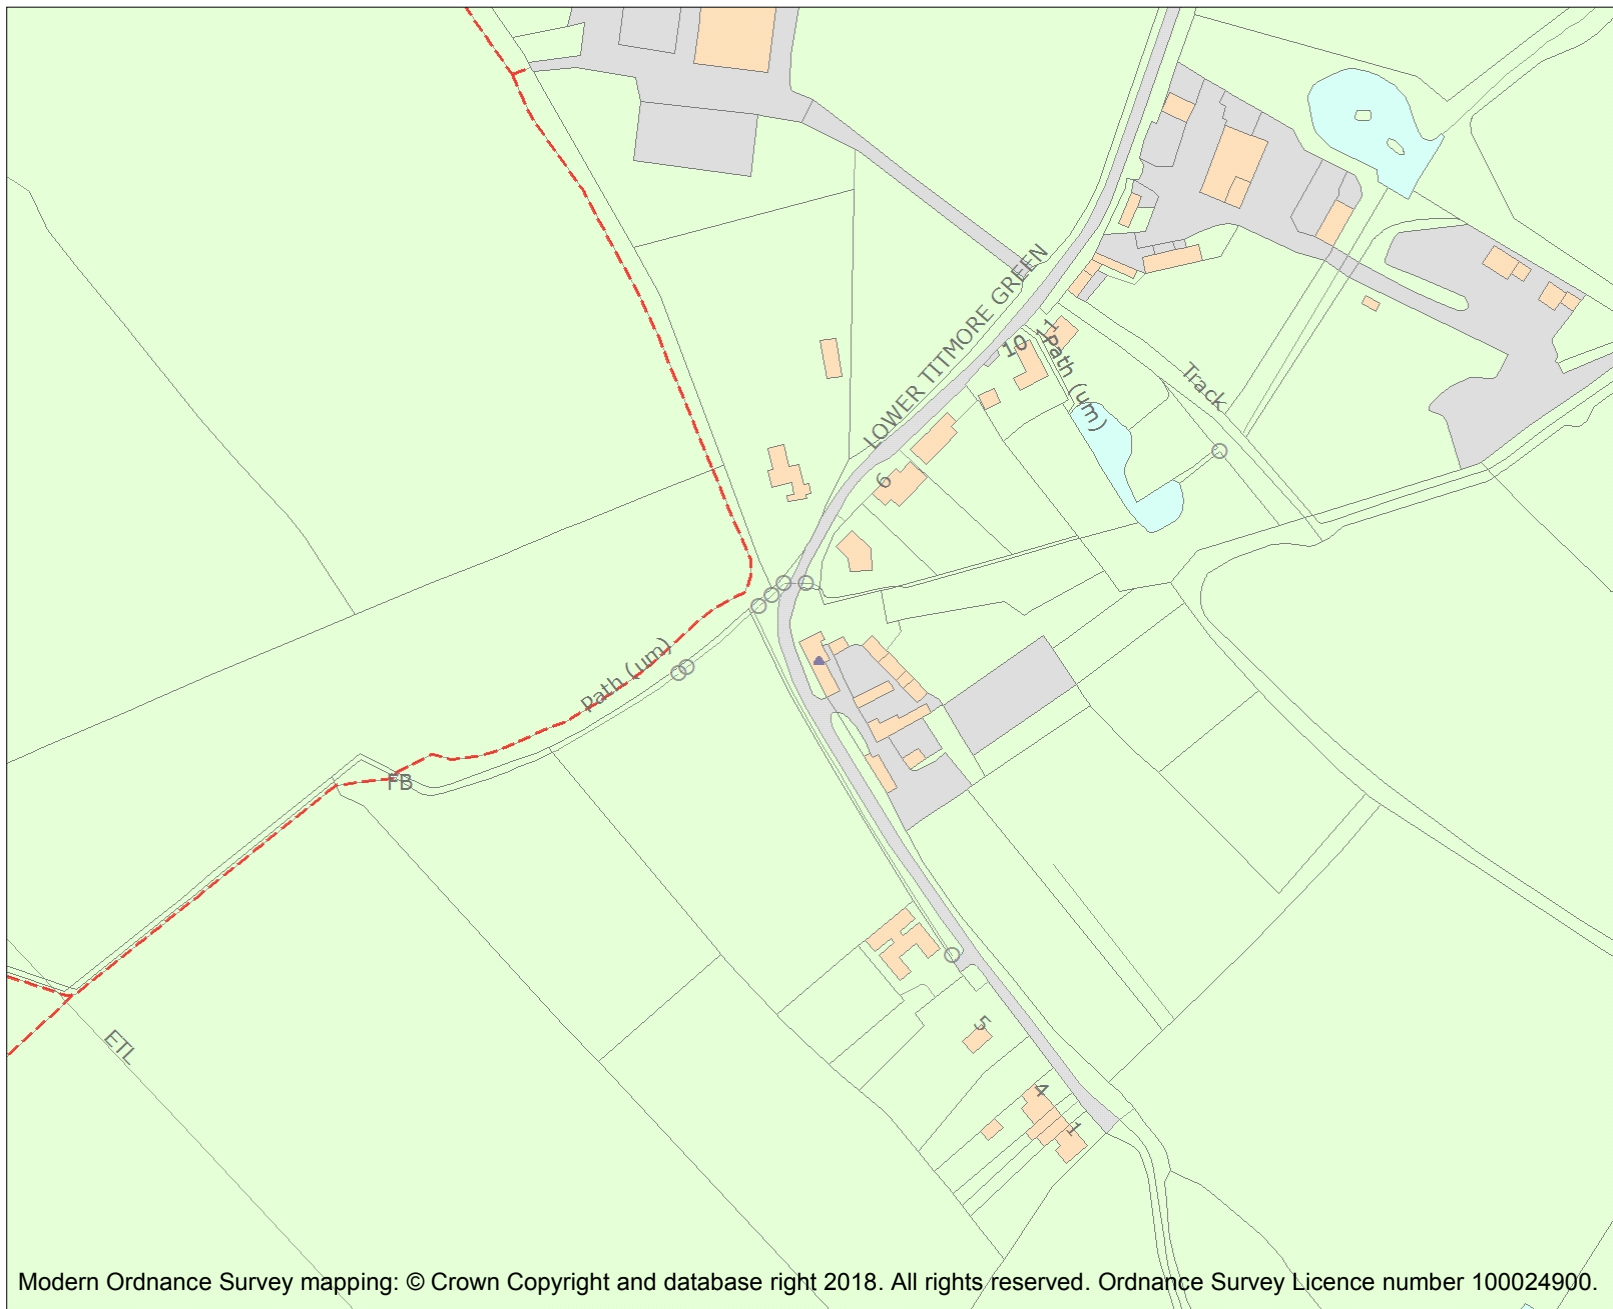 LOWER TITMORE GREEN
11
10
Path (um)
Track
6
Path (um)
FB
ETL
5
4
1
Modern Ordnance Survey mapping: © Crown Copyright and database right 2018. All rights reserved. Ordnance Survey Licence number 100024900.